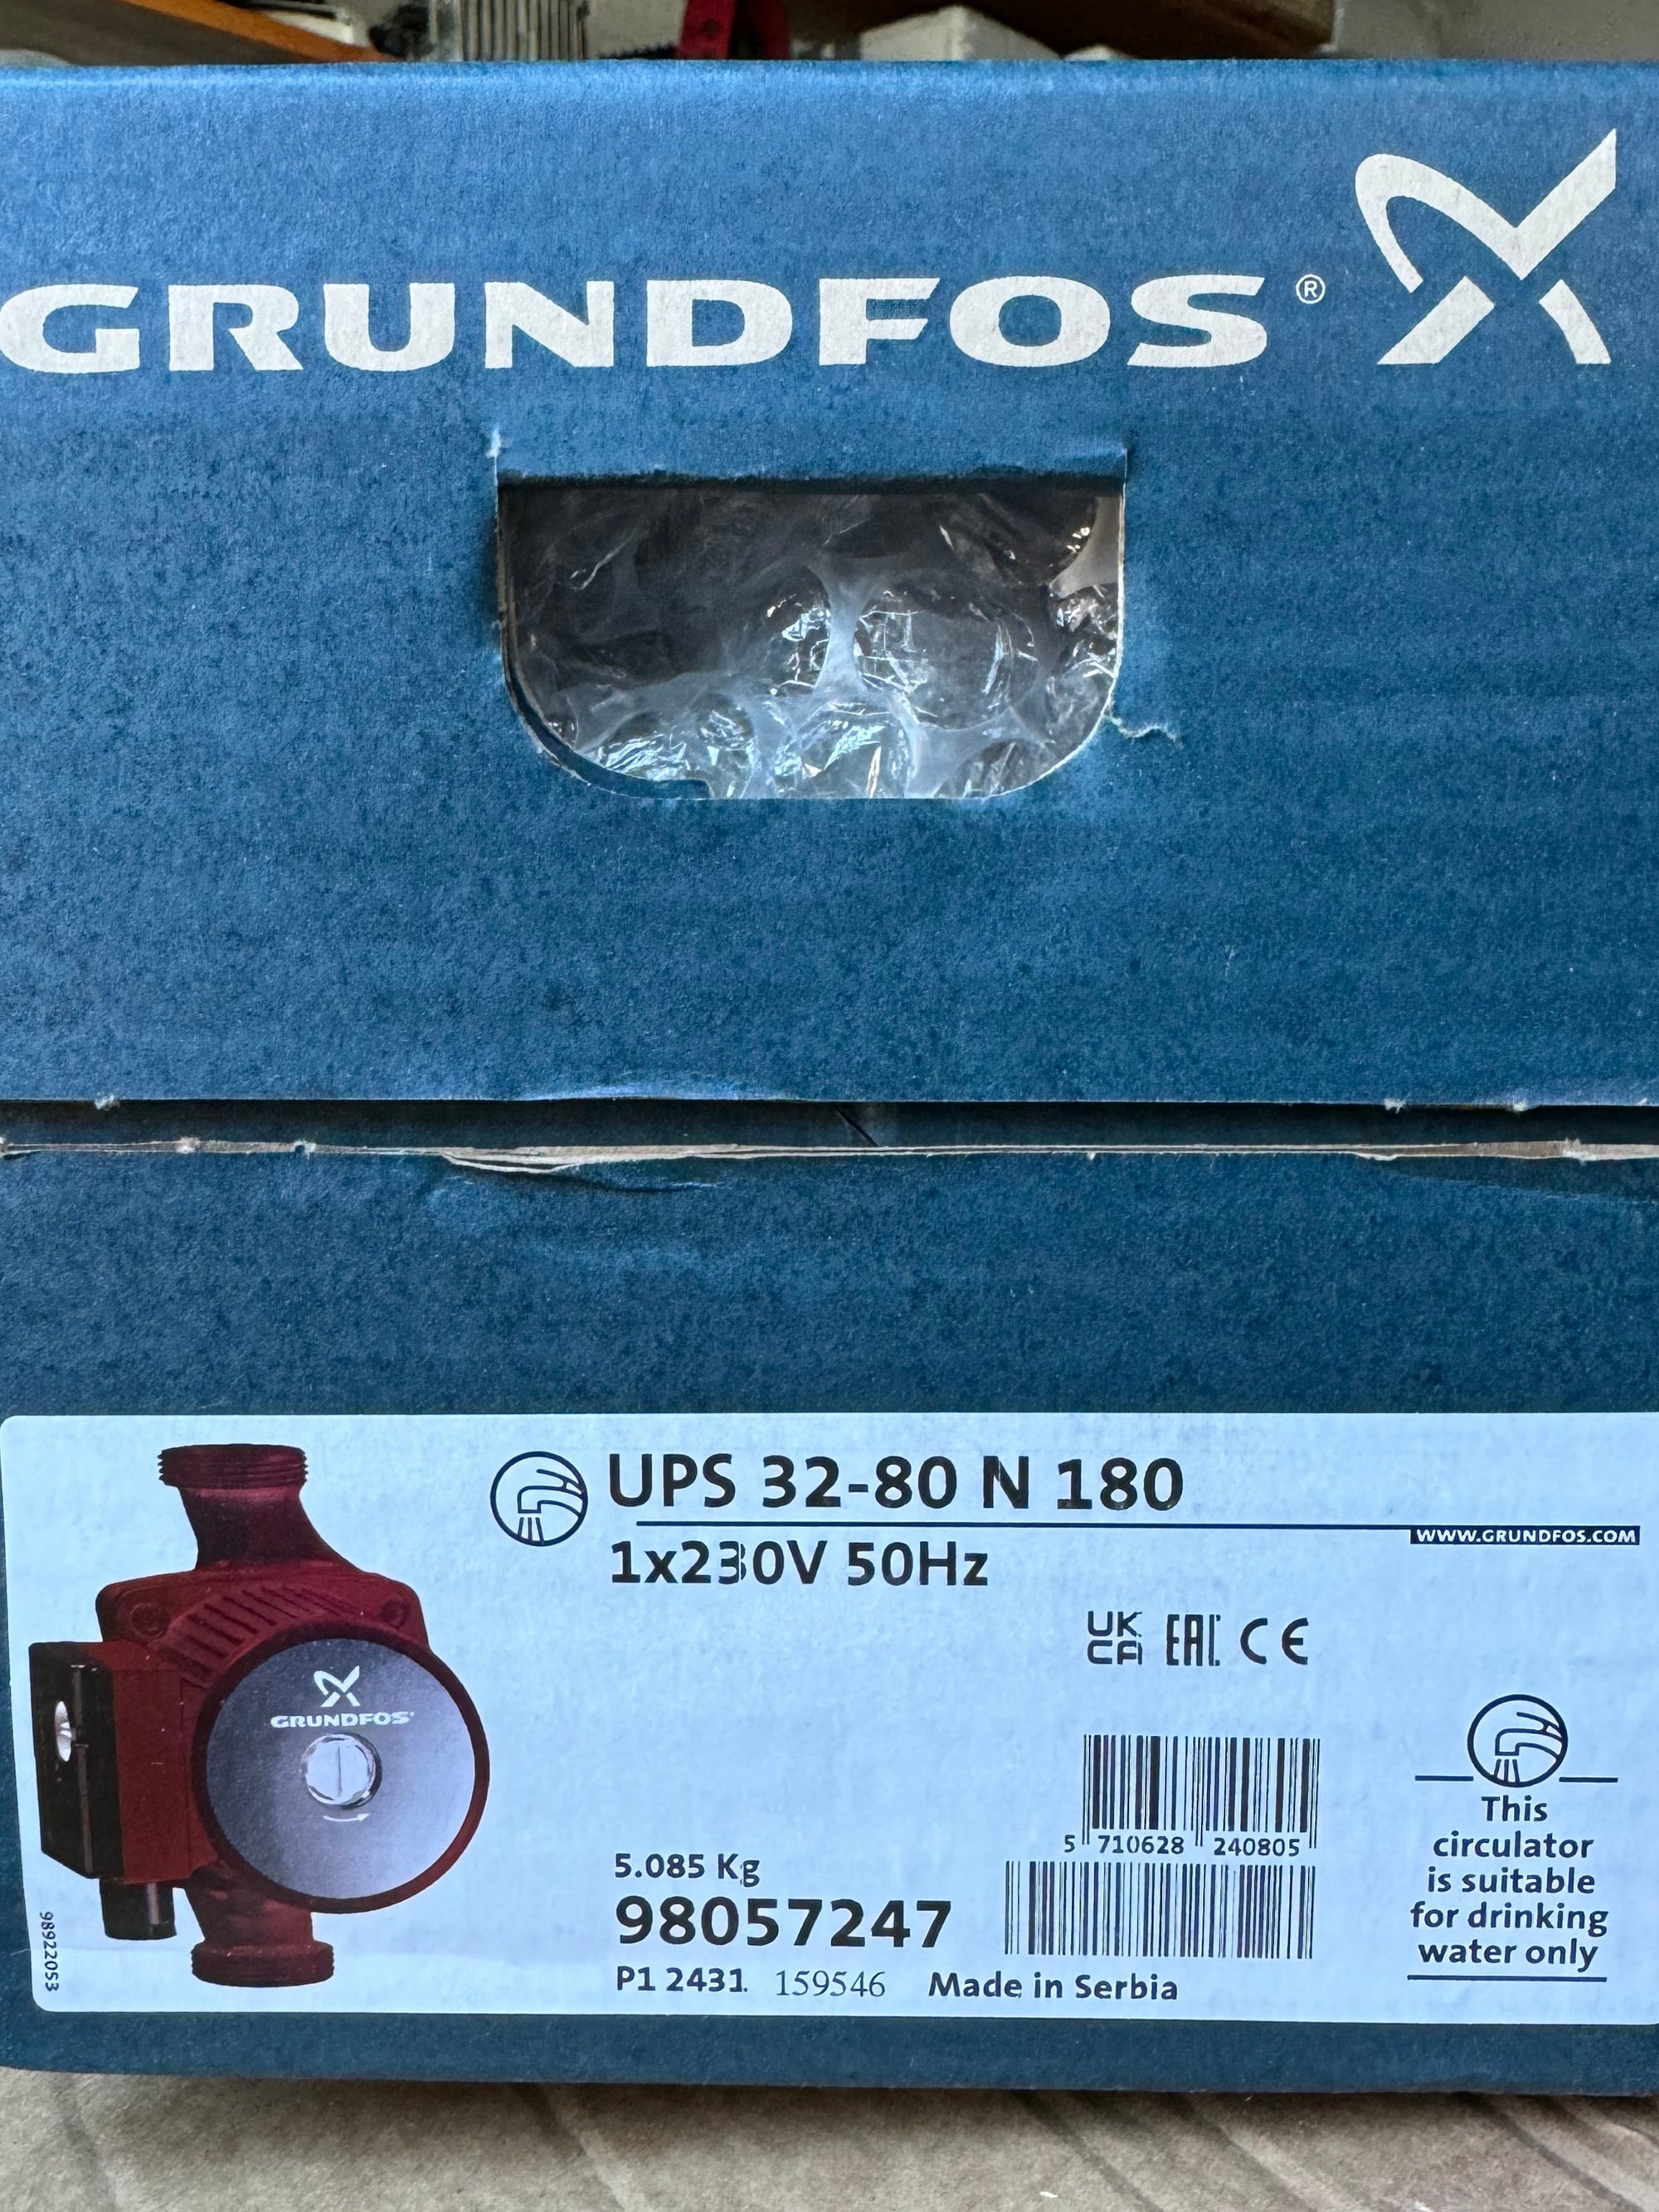 GRUNDFOS®
UPS 32-80 N 180
WWW.GRUNDFOS.COM
1x230V 50Hz
UK
CA EAC CE
GRUNDFOS
5 710628 240805
This
circulator
is suitable
for drinking
water only
5.085 Kg
98057247
P1 2431 159546 Made in Serbia
98922053